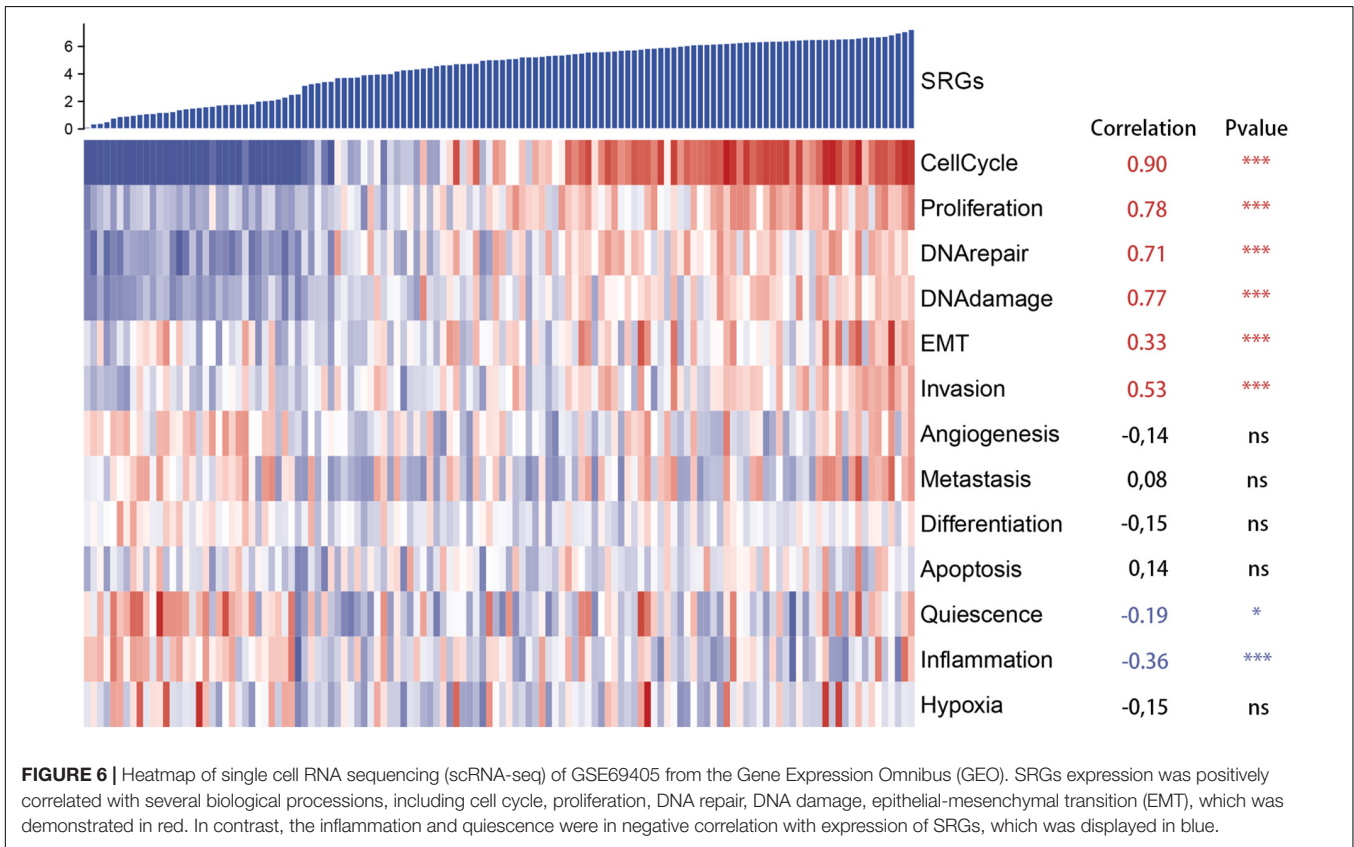 6
4
2
0
SRGs
Correlation Pvalue
CellCycle 0.90 ***
Proliferation 0.78 ***
DNArepair 0.71 ***
DNAdamage 0.77 ***
EMT 0.33 ***
Invasion 0.53 ***
Angiogenesis -0,14 ns
Metastasis 0,08 ns
Differentiation -0,15 ns
Apoptosis 0,14 ns
Quiescence -0.19 *
Inflammation -0.36 ***
Hypoxia -0,15 ns
FIGURE 6 | Heatmap of single cell RNA sequencing (scRNA-seq) of GSE69405 from the Gene Expression Omnibus (GEO). SRGs expression was positively
correlated with several biological processions, including cell cycle, proliferation, DNA repair, DNA damage, epithelial-mesenchymal transition (EMT), which was
demonstrated in red. In contrast, the inflammation and quiescence were in negative correlation with expression of SRGs, which was displayed in blue.